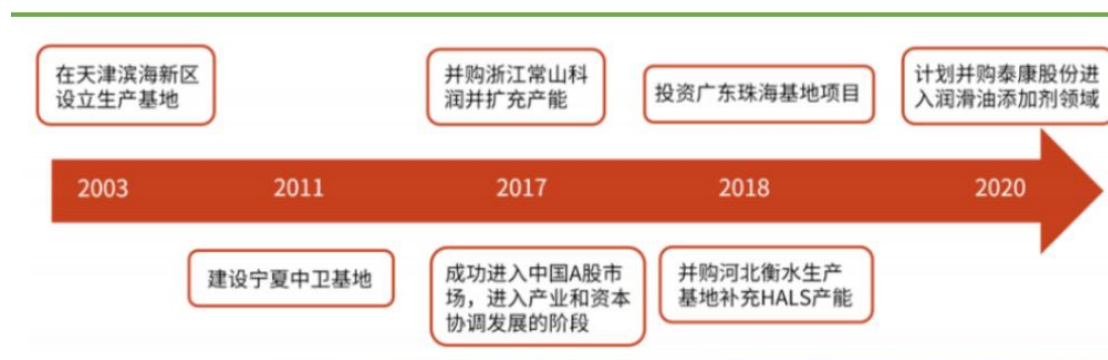 在天津滨海新区
设立生产基地
并购浙江常山科
润并扩充产能
投资广东珠海基地项目
计划并购泰康股份进
入润滑油添加剂领域
2003
2011
2017
2018
2020
建设宁夏中卫基地
成功进入中国A股市
场，进入产业和资本
协调发展的阶段
并购河北衡水生产
基地补充HALS产能